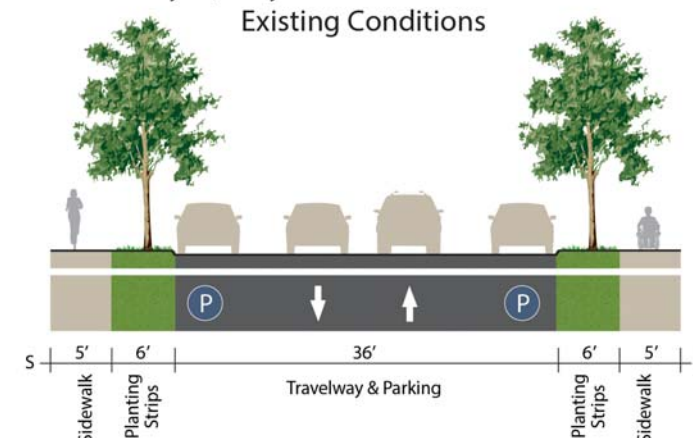 Existing Conditions
P
P
S
5’
6’
36’
6’
5’
Sidewalk
Planting
Strips
Travelway & Parking
Planting
Strips
Sidewalk